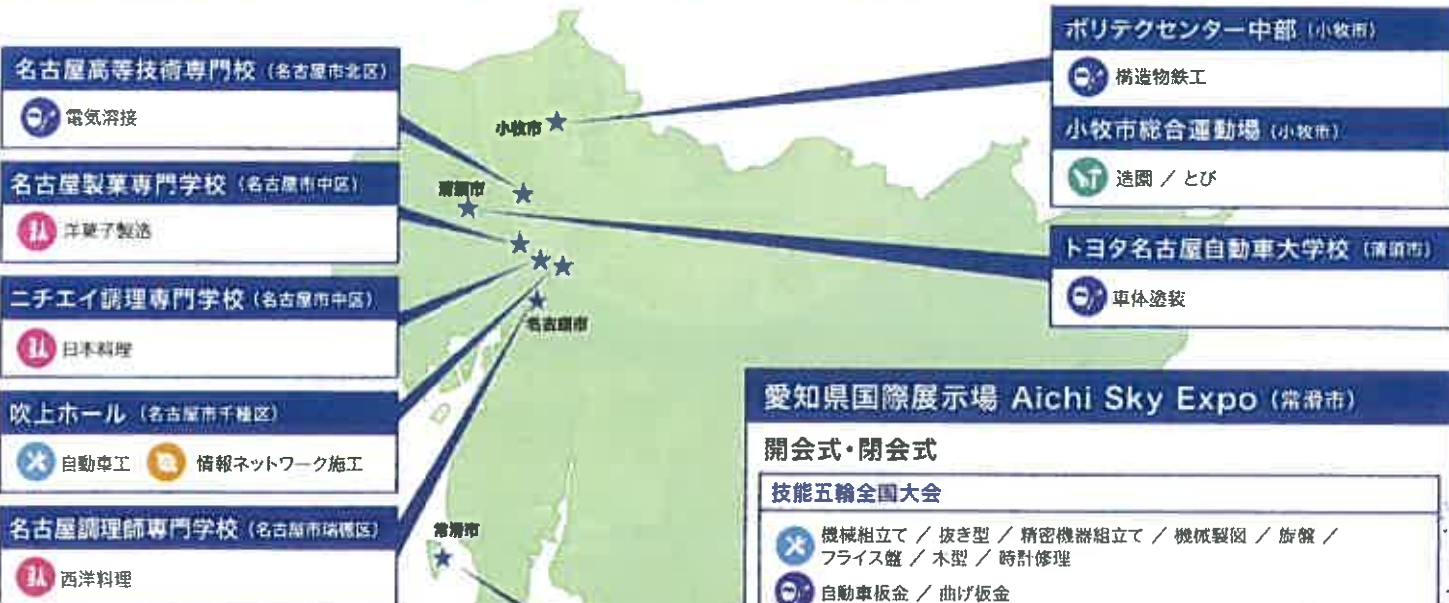 名古屋高等技術専門校（名古屋市北区）
電気溶接
名古屋製菓専門学校（名古屋市中区）
洋菓子製造
ニチエイ調理専門学校（名古屋市中区）
日本料理
吹上ホール（名古屋市千種区）
自動車工 情報ネットワーク施工
名古屋調理師専門学校（名古屋市瑞穂区）
西洋料理
小牧市
清須市
名古屋市
常滑市
ポリテクセンター中部（小牧市）
構造物鉄工
小牧市総合運動場（小牧市）
造園 ／ とび
トヨタ名古屋自動車大学校（清須市）
車体塗装
愛知県国際展示場 Aichi Sky Expo（常滑市）
開会式・閉会式
技能五輪全国大会
機械組立て ／ 抜き型 ／ 精密機器組立て ／ 機械製図 ／ 旋盤 ／
フライス盤 ／ 木型 ／ 時計修理
自動車板金 ／ 曲げ板金